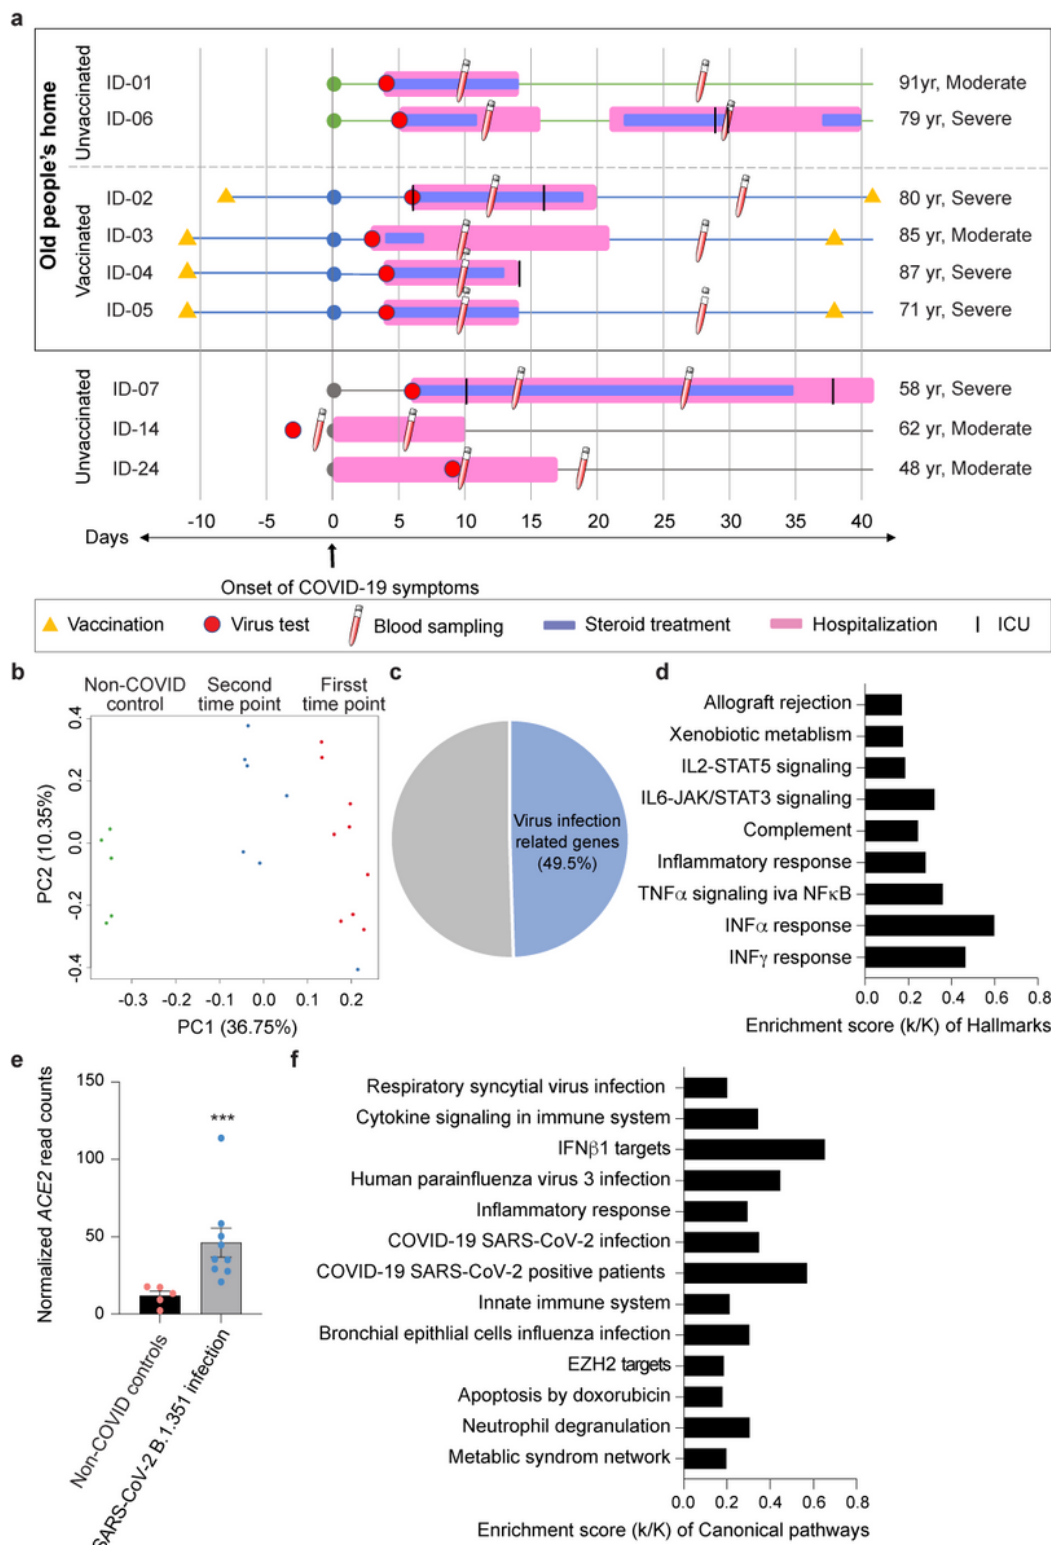 a
Old people's home
Unvaccinated
ID-01
91yr, Moderate
ID-06
79 yr, Severe
Vaccinated
ID-02
80 yr, Severe
ID-03
85 yr, Moderate
ID-04
87 yr, Severe
ID-05
71 yr, Severe
Unvaccinated
ID-07
58 yr, Severe
ID-14
62 yr, Moderate
ID-24
48 yr, Moderate
Days
-10 -5 0 5 10 15 20 25 30 35 40
Onset of COVID-19 symptoms
Vaccination Virus test Blood sampling Steroid treatment Hospitalization ICU
b
Non-COVID control
Second time point
Firsst time point
PC2 (10.35%)
0.4
0.2
0.0
-0.2
-0.4
-0.3 -0.2 -0.1 0.0 0.1 0.2
PC1 (36.75%)
c
Virus infection
related genes
(49.5%)
d
Allograft rejection
Xenobiotic metablism
IL2-STAT5 signaling
IL6-JAK/STAT3 signaling
Complement
Inflammatory response
TNFα signaling iva NFκB
INFα response
INFγ response
0.0 0.2 0.4 0.6 0.8
Enrichment score (k/K) of Hallmarks
e
Normalized ACE2 read counts
150
100
50
0
***
Non-COVID controls
SARS-CoV-2 B.1.351 infection
f
Respiratory syncytial virus infection
Cytokine signaling in immune system
IFNβ1 targets
Human parainfluenza virus 3 infection
Inflammatory response
COVID-19 SARS-CoV-2 infection
COVID-19 SARS-CoV-2 positive patients
Innate immune system
Bronchial epithlial cells influenza infection
EZH2 targets
Apoptosis by doxorubicin
Neutrophil degranulation
Metablic syndrom network
0.0 0.2 0.4 0.6 0.8
Enrichment score (k/K) of Canonical pathways